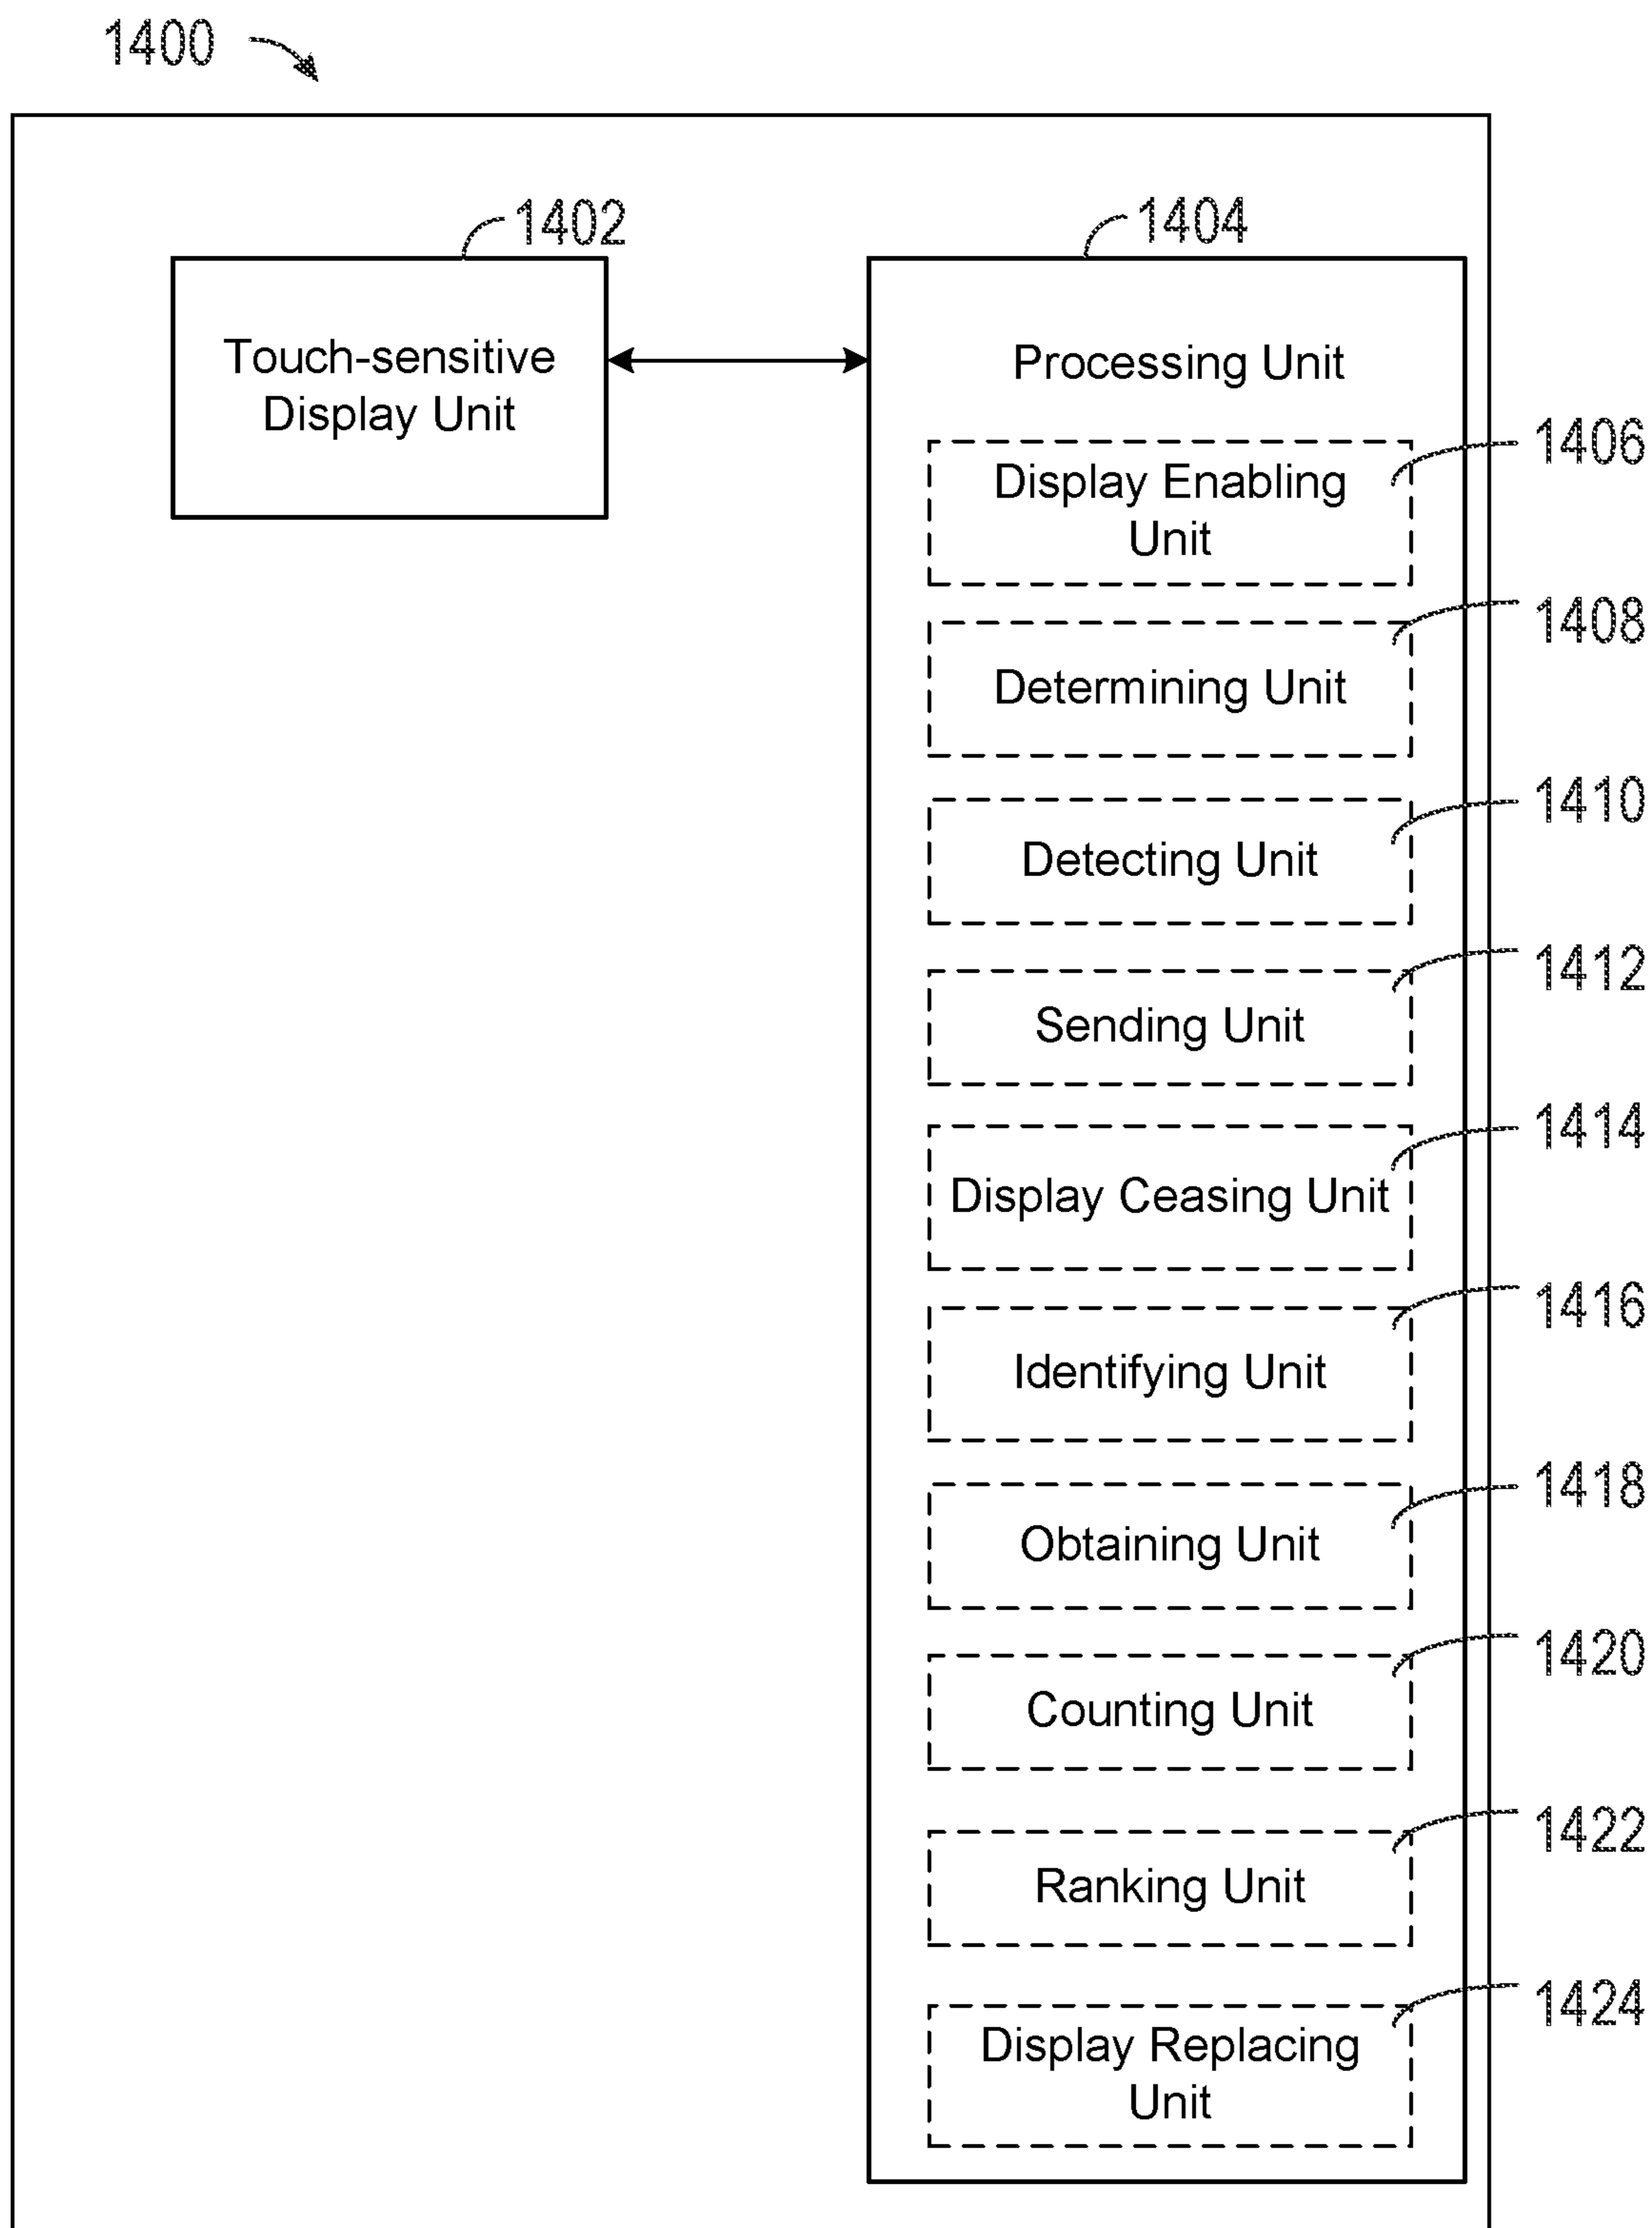 1400
1402
1404
Touch-sensitive
Display Unit
Processing Unit
1406
Display Enabling
Unit
1408
Determining Unit
1410
Detecting Unit
1412
Sending Unit
1414
Display Ceasing Unit
1416
Identifying Unit
1418
Obtaining Unit
1420
Counting Unit
1422
Ranking Unit
1424
Display Replacing
Unit